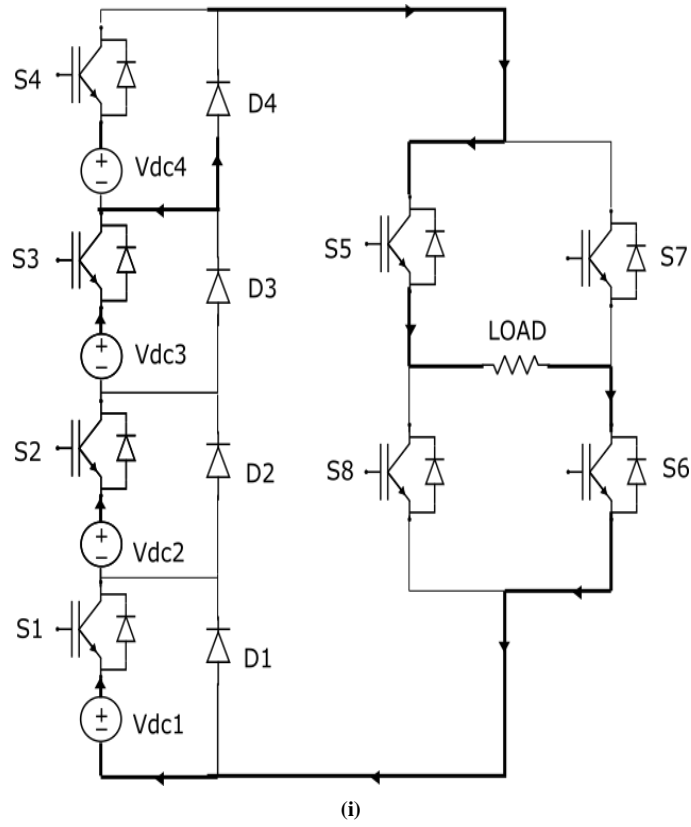 S4
D4
+
−
Vdc4
S3
D3
+
−
Vdc3
S2
D2
+
−
Vdc2
S1
D1
+
−
Vdc1
S5
S7
LOAD
S8
S6
(i)